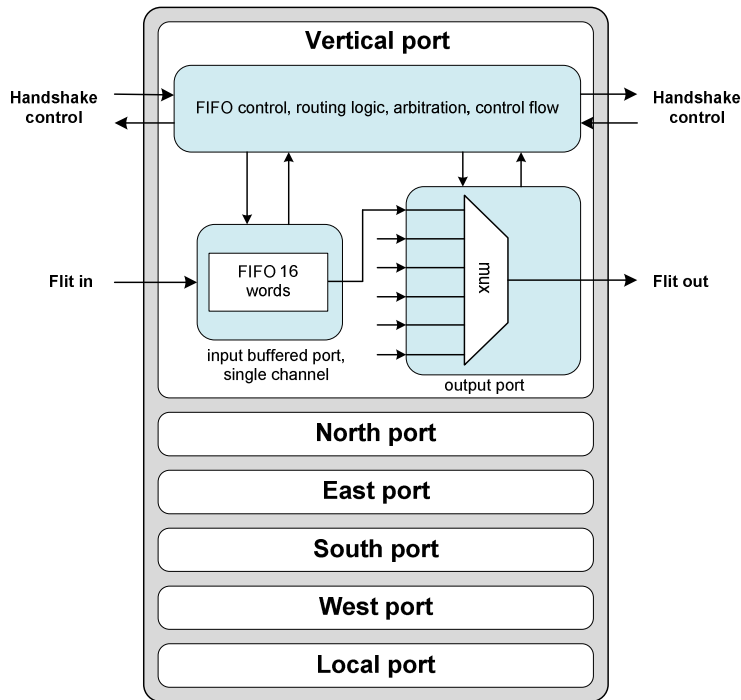 Vertical port
Handshake
control
FIFO control, routing logic, arbitration, control flow
Handshake
control
Flit in
FIFO 16
words
mux
Flit out
input buffered port,
single channel
output port
North port
East port
South port
West port
Local port